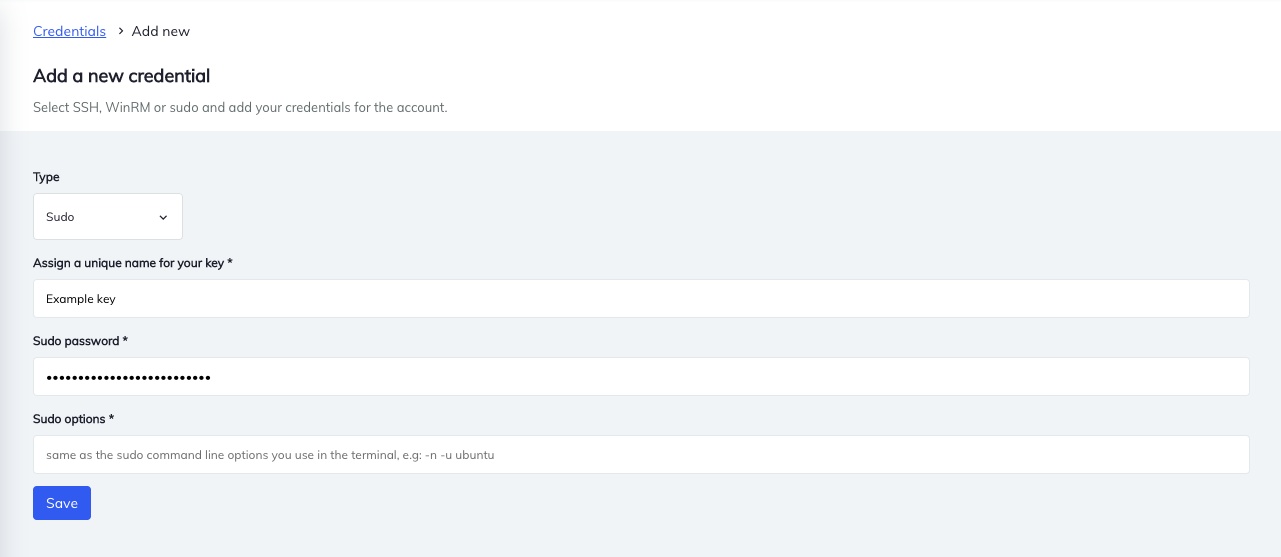 Credentials > Add new
Add a new credential
Select SSH, WinRM or sudo and add your credentials for the account.
Type
Sudo
Assign a unique name for your key *
Example key
Sudo password *
••••••••••••••••••••••••••
Sudo options *
same as the sudo command line options you use in the terminal, e.g: -n -u ubuntu
Save